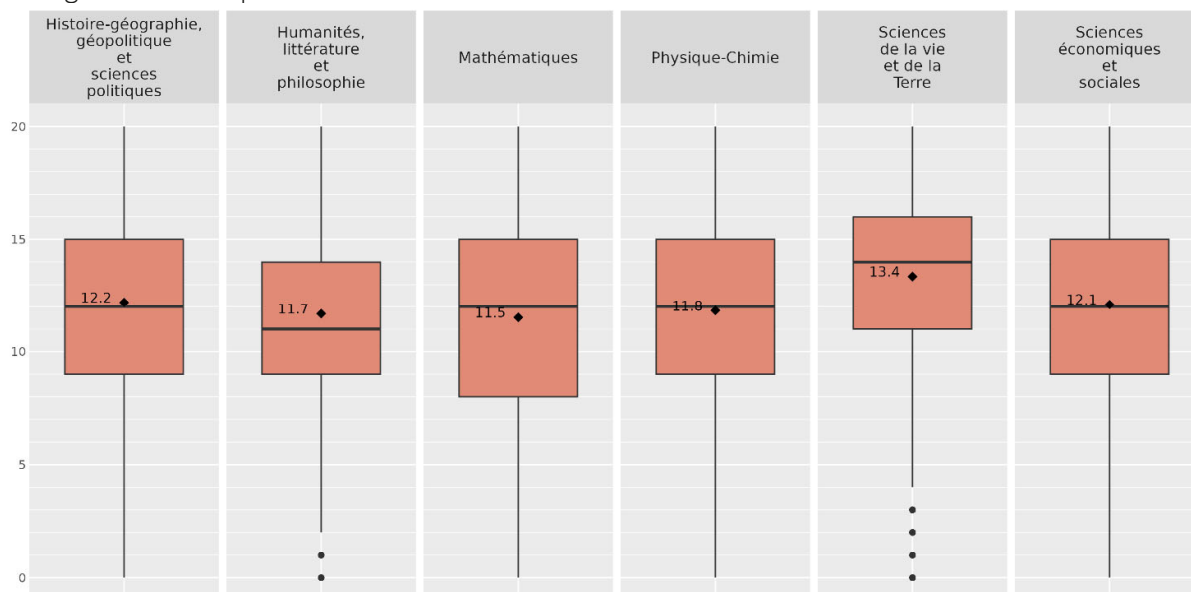 Histoire-géographie,
géopolitique
et
sciences
politiques
Humanités,
littérature
et
philosophie
Mathématiques
Physique-Chimie
Sciences
de la vie
et de la
Terre
Sciences
économiques
et
sociales
20
15
10
5
0
12.2
11.7
11.5
11.8
13.4
12.1